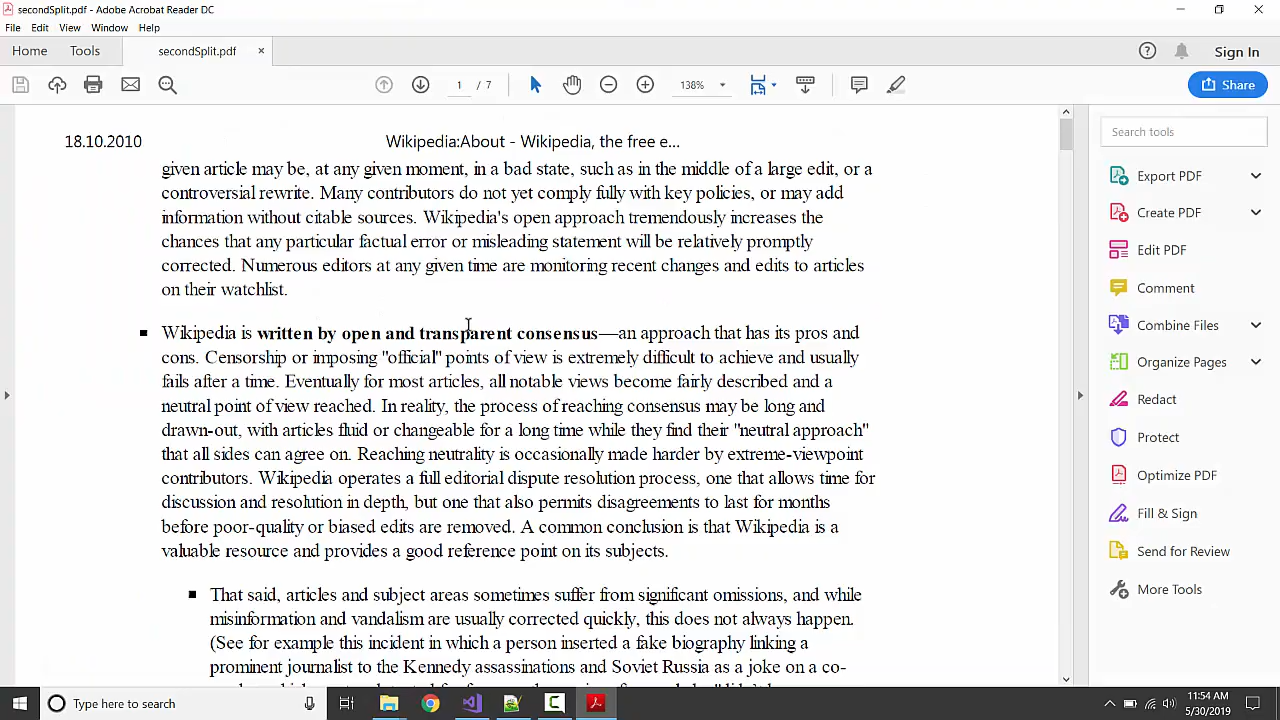 secondSplit.pdf - Adobe Acrobat Reader DC
File Edit View Window Help
Home Tools secondSplit.pdf × Sign In
1 / 7 138% Share
18.10.2010 Wikipedia:About - Wikipedia, the free e...
given article may be, at any given moment, in a bad state, such as in the middle of a large edit, or a
controversial rewrite. Many contributors do not yet comply fully with key policies, or may add
information without citable sources. Wikipedia's open approach tremendously increases the
chances that any particular factual error or misleading statement will be relatively promptly
corrected. Numerous editors at any given time are monitoring recent changes and edits to articles
on their watchlist.
Wikipedia is written by open and transparent consensus—an approach that has its pros and
cons. Censorship or imposing "official" points of view is extremely difficult to achieve and usually
fails after a time. Eventually for most articles, all notable views become fairly described and a
neutral point of view reached. In reality, the process of reaching consensus may be long and
drawn-out, with articles fluid or changeable for a long time while they find their "neutral approach"
that all sides can agree on. Reaching neutrality is occasionally made harder by extreme-viewpoint
contributors. Wikipedia operates a full editorial dispute resolution process, one that allows time for
discussion and resolution in depth, but one that also permits disagreements to last for months
before poor-quality or biased edits are removed. A common conclusion is that Wikipedia is a
valuable resource and provides a good reference point on its subjects.
That said, articles and subject areas sometimes suffer from significant omissions, and while
misinformation and vandalism are usually corrected quickly, this does not always happen.
(See for example this incident in which a person inserted a fake biography linking a
prominent journalist to the Kennedy assassinations and Soviet Russia as a joke on a co-
Search tools
Export PDF
Create PDF
Edit PDF
Comment
Combine Files
Organize Pages
Redact
Protect
Optimize PDF
Fill & Sign
Send for Review
More Tools
Type here to search
11:54 AM
5/30/2019